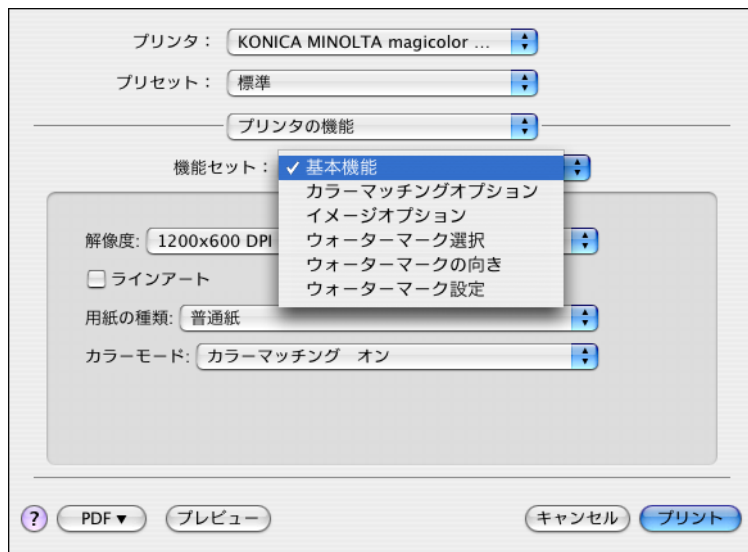 プリンタ： KONICA MINOLTA magicolor ...
プリセット： 標準
プリンタの機能
機能セット： ✓ 基本機能
カラーマッチングオプション
イメージオプション
ウォーターマーク選択
ウォーターマークの向き
ウォーターマーク設定
解像度: 1200x600 DPI
ラインアート
用紙の種類: 普通紙
カラーモード: カラーマッチング　オン
? PDF▼ プレビュー キャンセル プリント